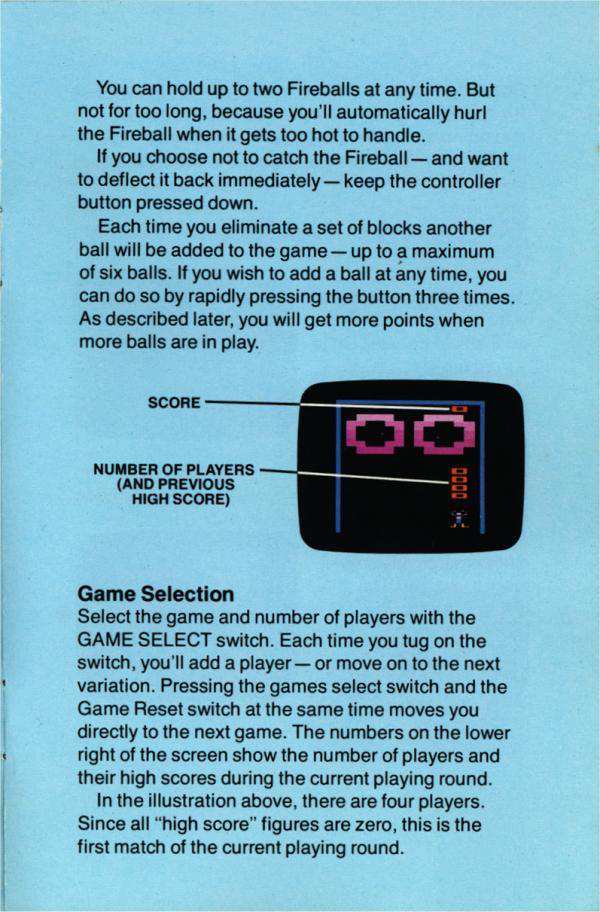 You can hold up to two Fireballs at any time. But
not for too long, because you'll automatically hurl
the Fireball when it gets too hot to handle.
If you choose not to catch the Fireball — and want
to deflect it back immediately — keep the controller
button pressed down.
Each time you eliminate a set of blocks another
ball will be added to the game — up to a maximum
of six balls. If you wish to add a ball at any time, you
can do so by rapidly pressing the button three times.
As described later, you will get more points when
more balls are in play.
SCORE
NUMBER OF PLAYERS
(AND PREVIOUS
HIGH SCORE)
Game Selection
Select the game and number of players with the
GAME SELECT switch. Each time you tug on the
switch, you'll add a player — or move on to the next
variation. Pressing the games select switch and the
Game Reset switch at the same time moves you
directly to the next game. The numbers on the lower
right of the screen show the number of players and
their high scores during the current playing round.
In the illustration above, there are four players.
Since all "high score" figures are zero, this is the
first match of the current playing round.